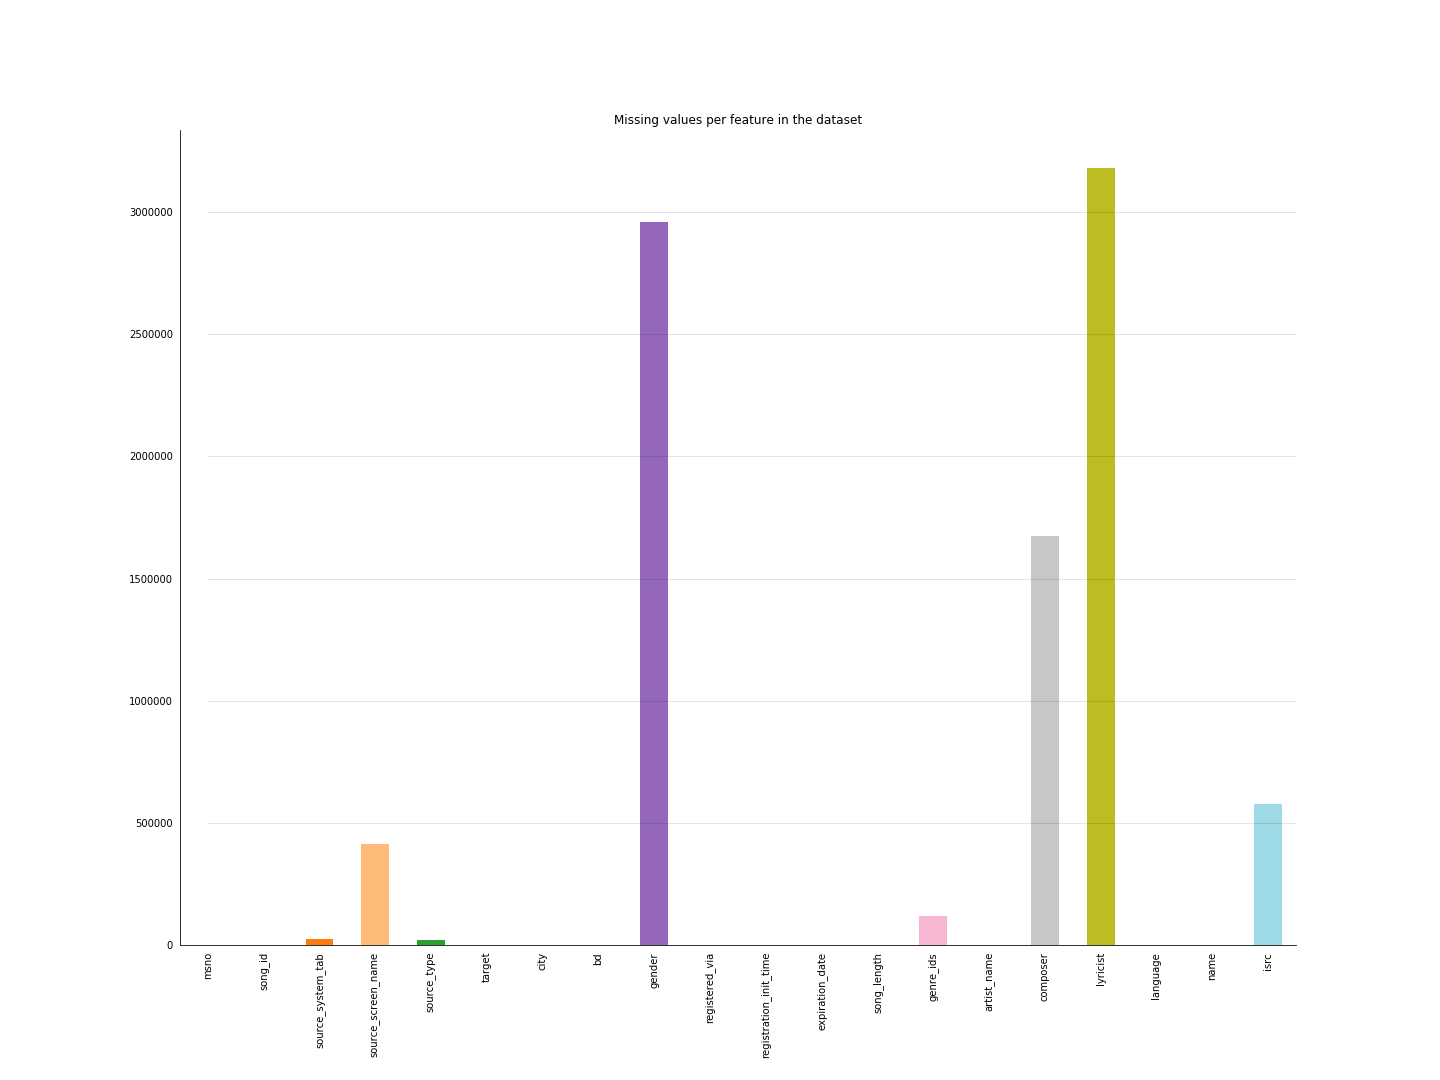 Missing values per feature in the dataset
3000000
2500000
2000000
1500000
1000000
500000
0
msno
song_id
source_system_tab
source_screen_name
source_type
target
city
bd
gender
registered_via
registration_init_time
expiration_date
song_length
genre_ids
artist_name
composer
lyricist
language
name
isrc